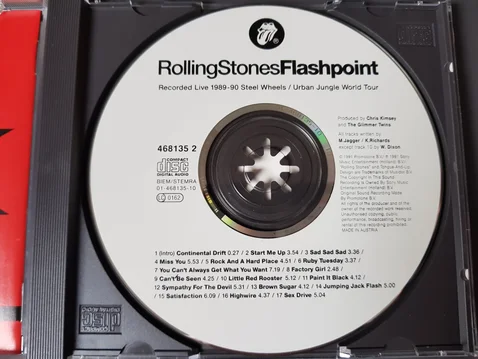 RollingStonesFlashpoint
Recorded Live 1989-90 Steel Wheels / Urban Jungle World Tour
Produced by Chris Kimsey
and The Glimmer Twins
468135 2
All tracks written by
M.Jagger / K.Richards
except track 10 by W. Dixon
COMPACT
disc
DIGITAL AUDIO
BIEM/STEMRA
01-468135-10
LC 0162
MADE IN AUSTRIA
1 (Intro) Continental Drift 0.27 / 2 Start Me Up 3.54 / 3 Sad Sad Sad 3.36 /
4 Miss You 5.53 / 5 Rock And A Hard Place 4.51 / 6 Ruby Tuesday 3.37 /
7 You Can't Always Get What You Want 7.19 / 8 Factory Girl 2.48 /
9 Can't Be Seen 4.25 / 10 Little Red Rooster 5.12 / 11 Paint It Black 4.12 /
12 Sympathy For The Devil 5.31 / 13 Brown Sugar 4.12 / 14 Jumping Jack Flash 5.00
15 Satisfaction 6.09 / 16 Highwire 4.37 / 17 Sex Drive 5.04